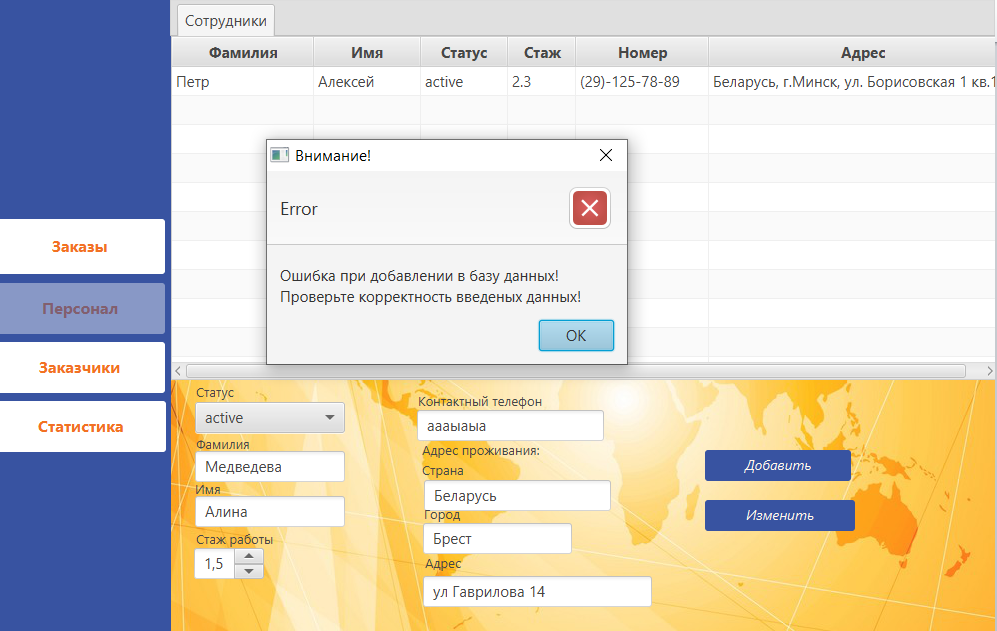 Сотрудники
Фамилия Имя Статус Стаж Номер Адрес
Петр Алексей active 2.3 (29)-125-78-89 Беларусь, г.Минск, ул. Борисовская 1 кв.1
Внимание!
Error
Ошибка при добавлении в базу данных!
Проверьте корректность введеных данных!
OK
Заказы
Персонал
Заказчики
Статистика
Статус
active
Фамилия
Медведева
Имя
Алина
Стаж работы
1,5
Контактный телефон
аааыаыа
Адрес проживания:
Страна
Беларусь
Город
Брест
Адрес
ул Гаврилова 14
Добавить
Изменить